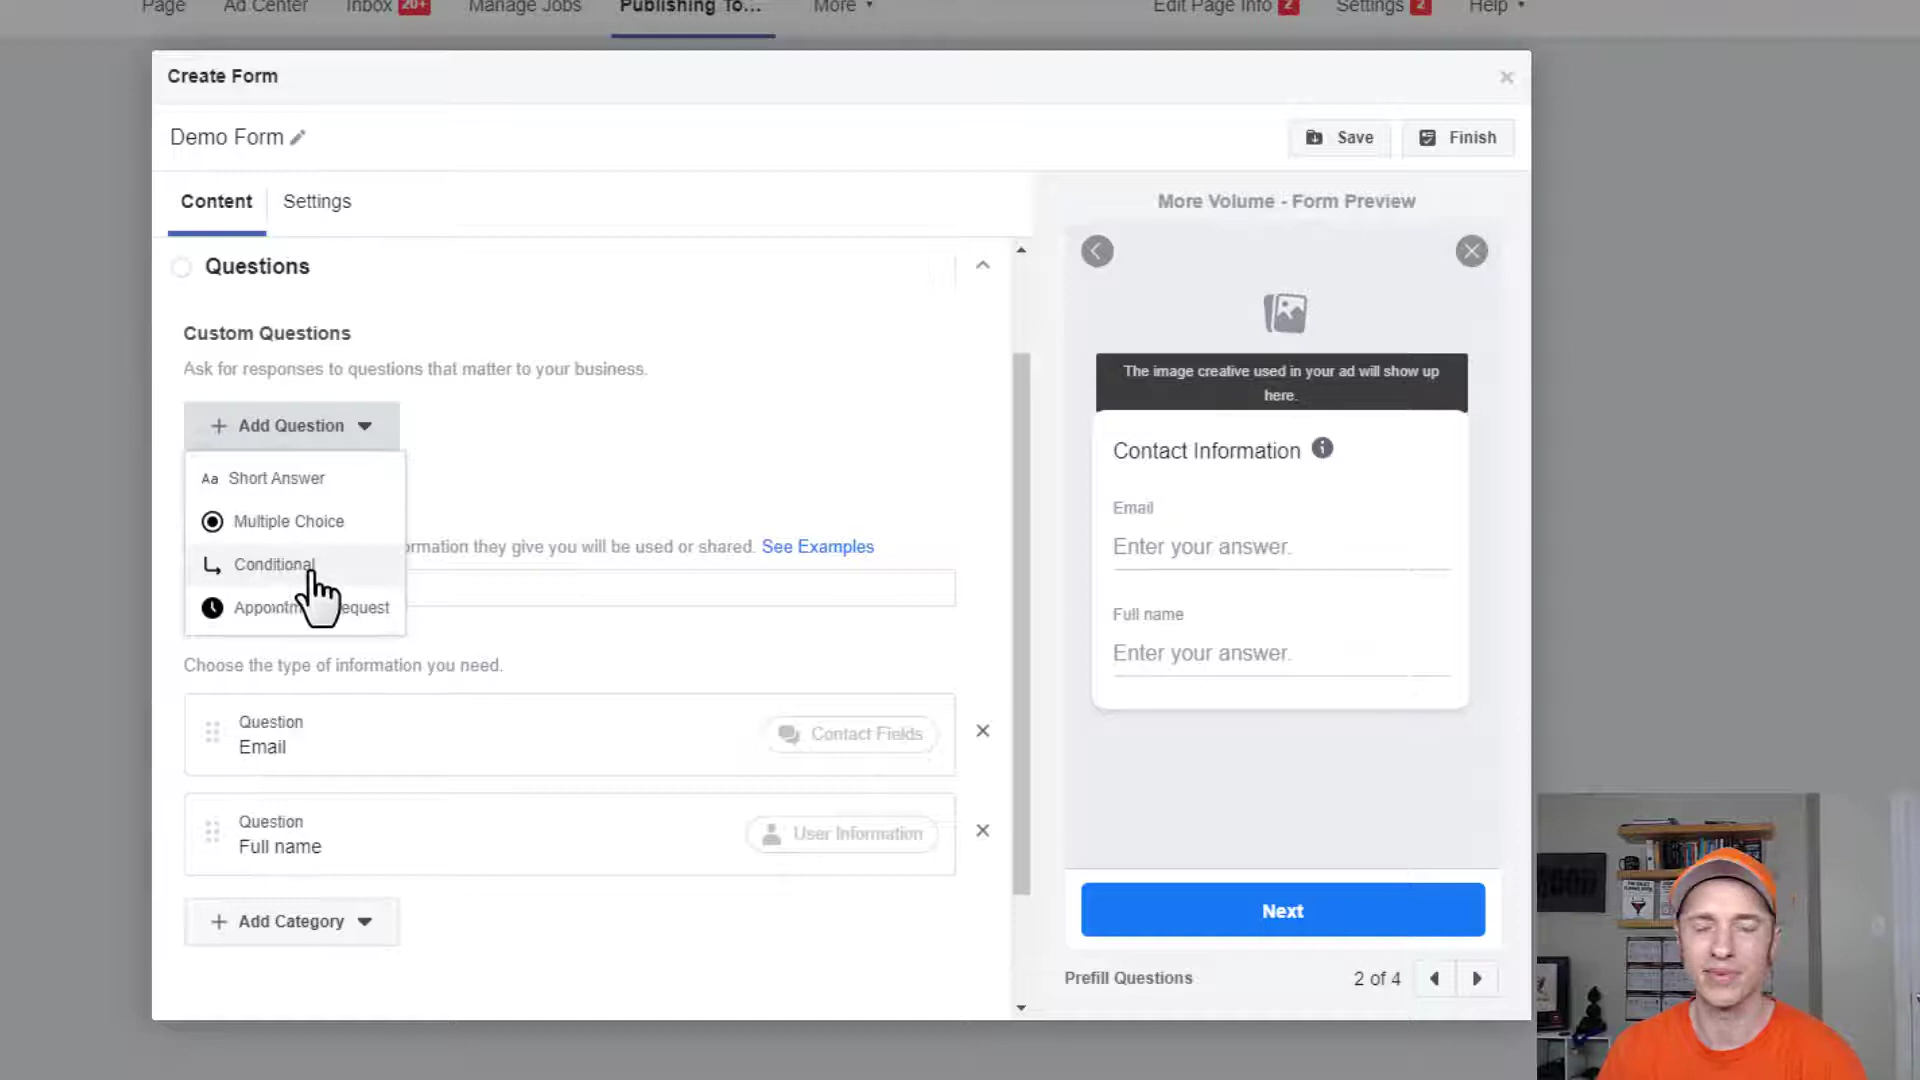 Page Ad Center Inbox 20+ Manage Jobs Publishing To... More Edit Page Info 2 Settings 2 Help
Create Form
Demo Form
Save Finish
Content Settings
Questions
Custom Questions
Ask for responses to questions that matter to your business.
Add Question
Aa Short Answer
Multiple Choice
Conditional
rmation they give you will be used or shared. See Examples
Choose the type of information you need.
Question
Email
Contact Fields
Question
Full name
User Information
Add Category
More Volume - Form Preview
The image creative used in your ad will show up
here.
Contact Information
Email
Enter your answer.
Full name
Enter your answer.
Next
Prefill Questions 2 of 4